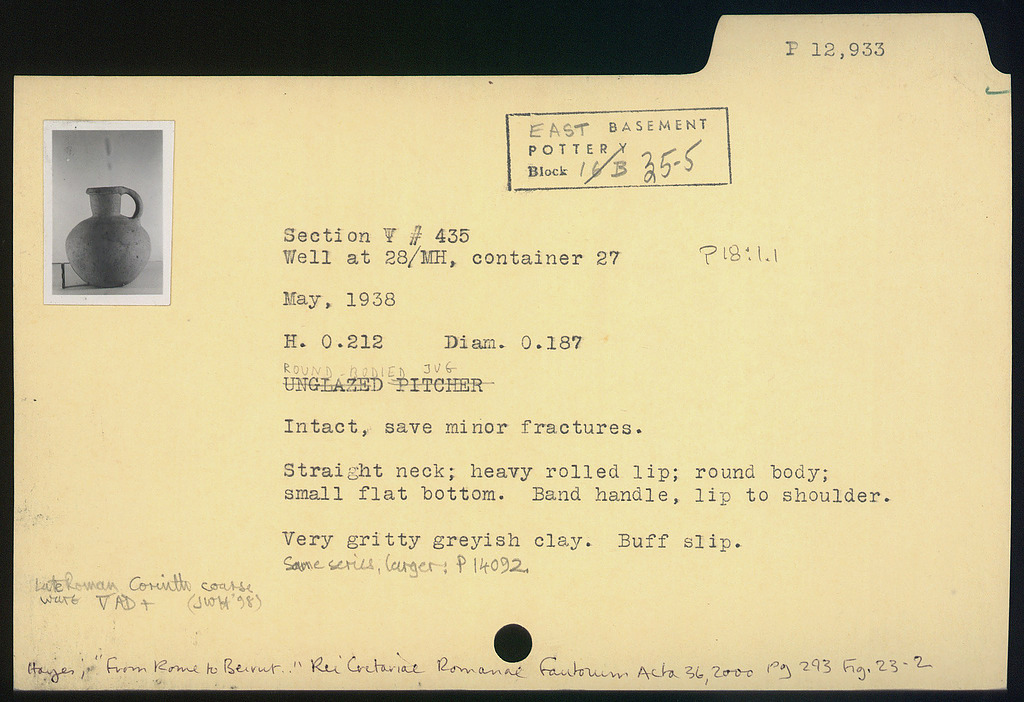 P 12,933
EAST BASEMENT
POTTERY
Block 16/B 35-5
Section Ψ # 435
Well at 28/MH, container 27
P 18:1.1
May, 1938
H. 0.212 Diam. 0.187
ROUND-BODIED JUG
UNGLAZED PITCHER
Intact, save minor fractures.
Straight neck; heavy rolled lip; round body;
small flat bottom. Band handle, lip to shoulder.
Very gritty greyish clay. Buff slip.
Same series, larger: P 14092.
Late Roman Corinth coarse
ware V AD + (JWH '98)
Hayes, "From Rome to Beirut.." Rei Cretariae Romanae Fautorum Acta 36, 2000 pg 293 Fig. 23-2